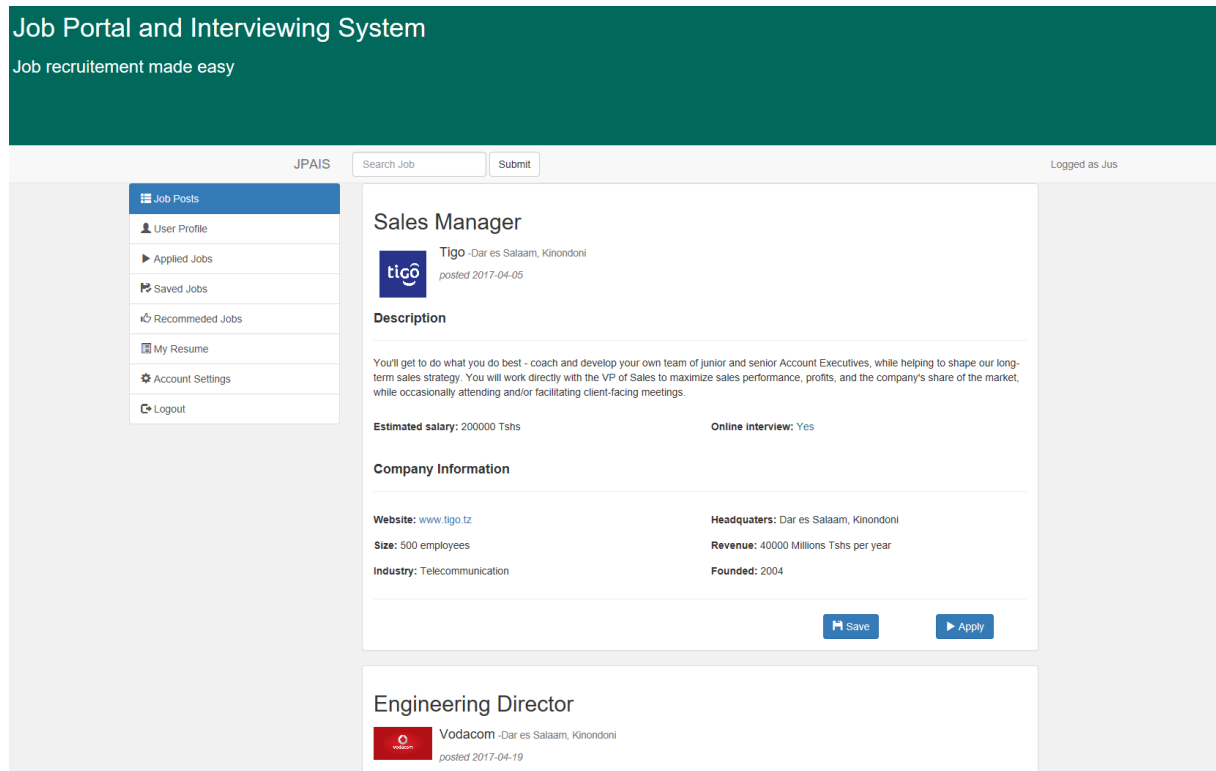 Job Portal and Interviewing System
Job recruitement made easy
JPAIS
Search Job
Submit
Logged as Jus
Job Posts
User Profile
Applied Jobs
Saved Jobs
Recommeded Jobs
My Resume
Account Settings
Logout
Sales Manager
tigo
Tigo -Dar es Salaam, Kinondoni
posted 2017-04-05
Description
You'll get to do what you do best - coach and develop your own team of junior and senior Account Executives, while helping to shape our long-
term sales strategy. You will work directly with the VP of Sales to maximize sales performance, profits, and the company's share of the market,
while occasionally attending and/or facilitating client-facing meetings.
Estimated salary: 200000 Tshs
Online interview: Yes
Company Information
Website: www.tigo.tz
Headquaters: Dar es Salaam, Kinondoni
Size: 500 employees
Revenue: 40000 Millions Tshs per year
Industry: Telecommunication
Founded: 2004
Save
Apply
Engineering Director
vodacom
Vodacom -Dar es Salaam, Kinondoni
posted 2017-04-19